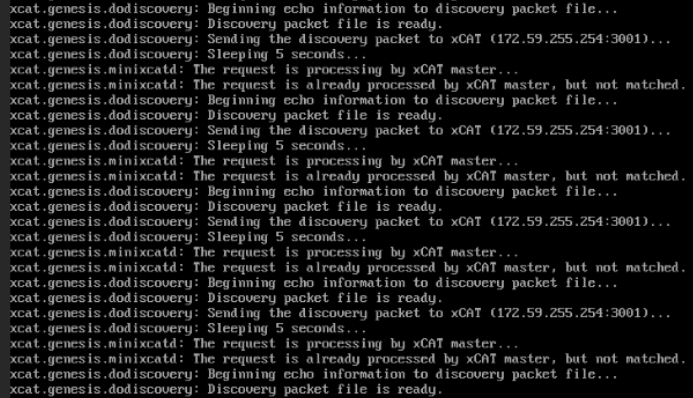 xcat.genesis.dodiscovery: Beginning echo information to discovery packet file...
xcat.genesis.dodiscovery: Discovery packet file is ready.
xcat.genesis.dodiscovery: Sending the discovery packet to xCAT (172.59.255.254:3001)...
xcat.genesis.dodiscovery: Sleeping 5 seconds...
xcat.genesis.minixcatd: The request is processing by xCAT master...
xcat.genesis.minixcatd: The request is already processed by xCAT master, but not matched.
xcat.genesis.dodiscovery: Beginning echo information to discovery packet file...
xcat.genesis.dodiscovery: Discovery packet file is ready.
xcat.genesis.dodiscovery: Sending the discovery packet to xCAT (172.59.255.254:3001)...
xcat.genesis.dodiscovery: Sleeping 5 seconds...
xcat.genesis.minixcatd: The request is processing by xCAT master...
xcat.genesis.minixcatd: The request is already processed by xCAT master, but not matched.
xcat.genesis.dodiscovery: Beginning echo information to discovery packet file...
xcat.genesis.dodiscovery: Discovery packet file is ready.
xcat.genesis.dodiscovery: Sending the discovery packet to xCAT (172.59.255.254:3001)...
xcat.genesis.dodiscovery: Sleeping 5 seconds...
xcat.genesis.minixcatd: The request is processing by xCAT master...
xcat.genesis.minixcatd: The request is already processed by xCAT master, but not matched.
xcat.genesis.dodiscovery: Beginning echo information to discovery packet file...
xcat.genesis.dodiscovery: Discovery packet file is ready.
xcat.genesis.dodiscovery: Sending the discovery packet to xCAT (172.59.255.254:3001)...
xcat.genesis.dodiscovery: Sleeping 5 seconds...
xcat.genesis.minixcatd: The request is processing by xCAT master...
xcat.genesis.minixcatd: The request is already processed by xCAT master, but not matched.
xcat.genesis.dodiscovery: Beginning echo information to discovery packet file...
xcat.genesis.dodiscovery: Discovery packet file is ready.